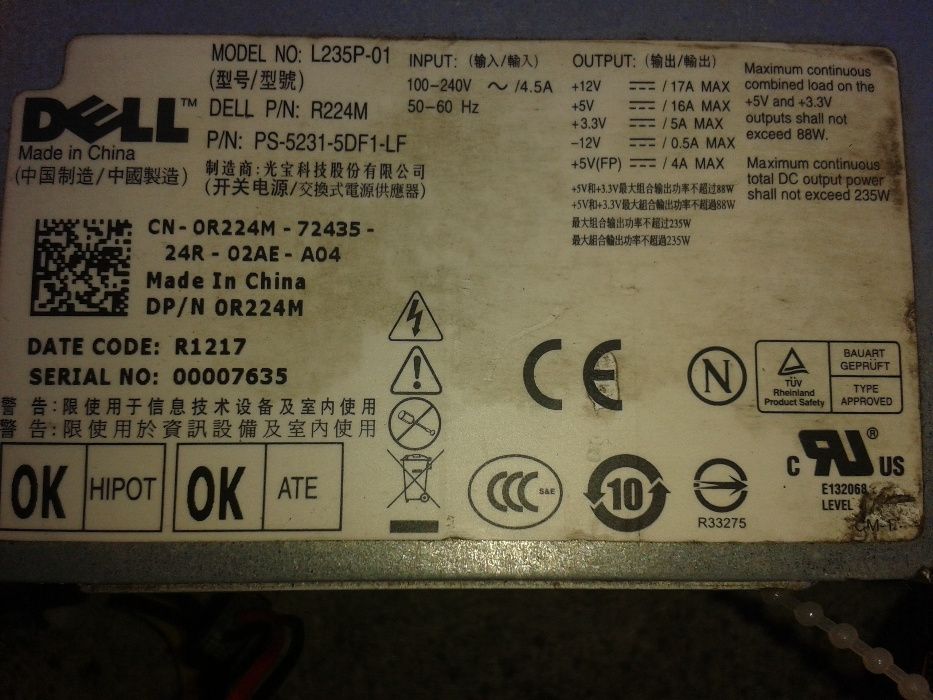 MODEL NO: L235P-01
(型号/型號)
DELL™
DELL P/N: R224M
P/N: PS-5231-5DF1-LF
Made in China
(中国制造/中國製造)
制造商:光宝科技股份有限公司
(开关电源/交換式電源供應器)
INPUT: (输入/輸入)
100-240V ～ /4.5A
50-60 Hz
OUTPUT: (输出/輸出)
+12V ⎓ / 17A MAX
+5V ⎓ / 16A MAX
+3.3V ⎓ / 5A MAX
-12V ⎓ / 0.5A MAX
+5V(FP) ⎓ / 4A MAX
+5V和+3.3V最大组合输出功率不超过88W
+5V和+3.3V最大組合輸出功率不超過88W
最大组合输出功率不超过235W
最大組合輸出功率不超過235W
Maximum continuous
combined load on the
+5V and +3.3V
outputs shall not
exceed 88W.
Maximum continuous
total DC output power
shall not exceed 235W
CN - 0R224M - 72435 -
24R - 02AE - A04
Made In China
DP/N 0R224M
DATE CODE: R1217
SERIAL NO: 00007635
警 告:限使用于信息技术设备及室内使用
警 告:限使用於資訊設備及室內使用
OK HIPOT OK ATE
CE
N
TÜV
Rheinland
Product Safety
BAUART
GEPRÜFT
TYPE
APPROVED
CCC S&E
10
R33275
c RU ® US
E132068
LEVEL